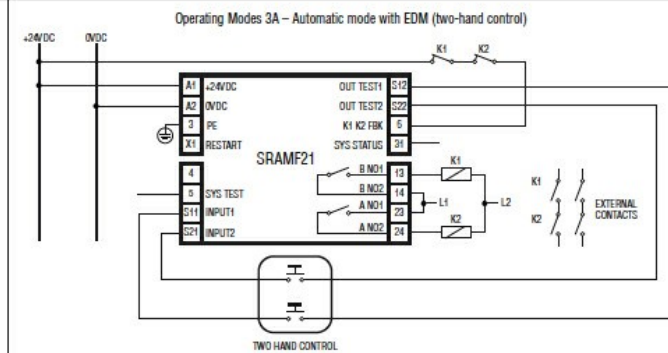 Operating Modes 3A – Automatic mode with EDM (two-hand control)
+24VDC 0VDC
K1 K2
A1 +24VDC OUT TEST1 S12
A2 0VDC OUT TEST2 S22
3 PE K1 K2 FBK 5
X1 RESTART SYS STATUS 31
SRAMF21
4 B NO1 13 K1
5 SYS TEST B NO2 14
S11 INPUT1 A NO1 23 L1 L2
S21 INPUT2 A NO2 24 K2
K1
K2
EXTERNAL
CONTACTS
TWO HAND CONTROL